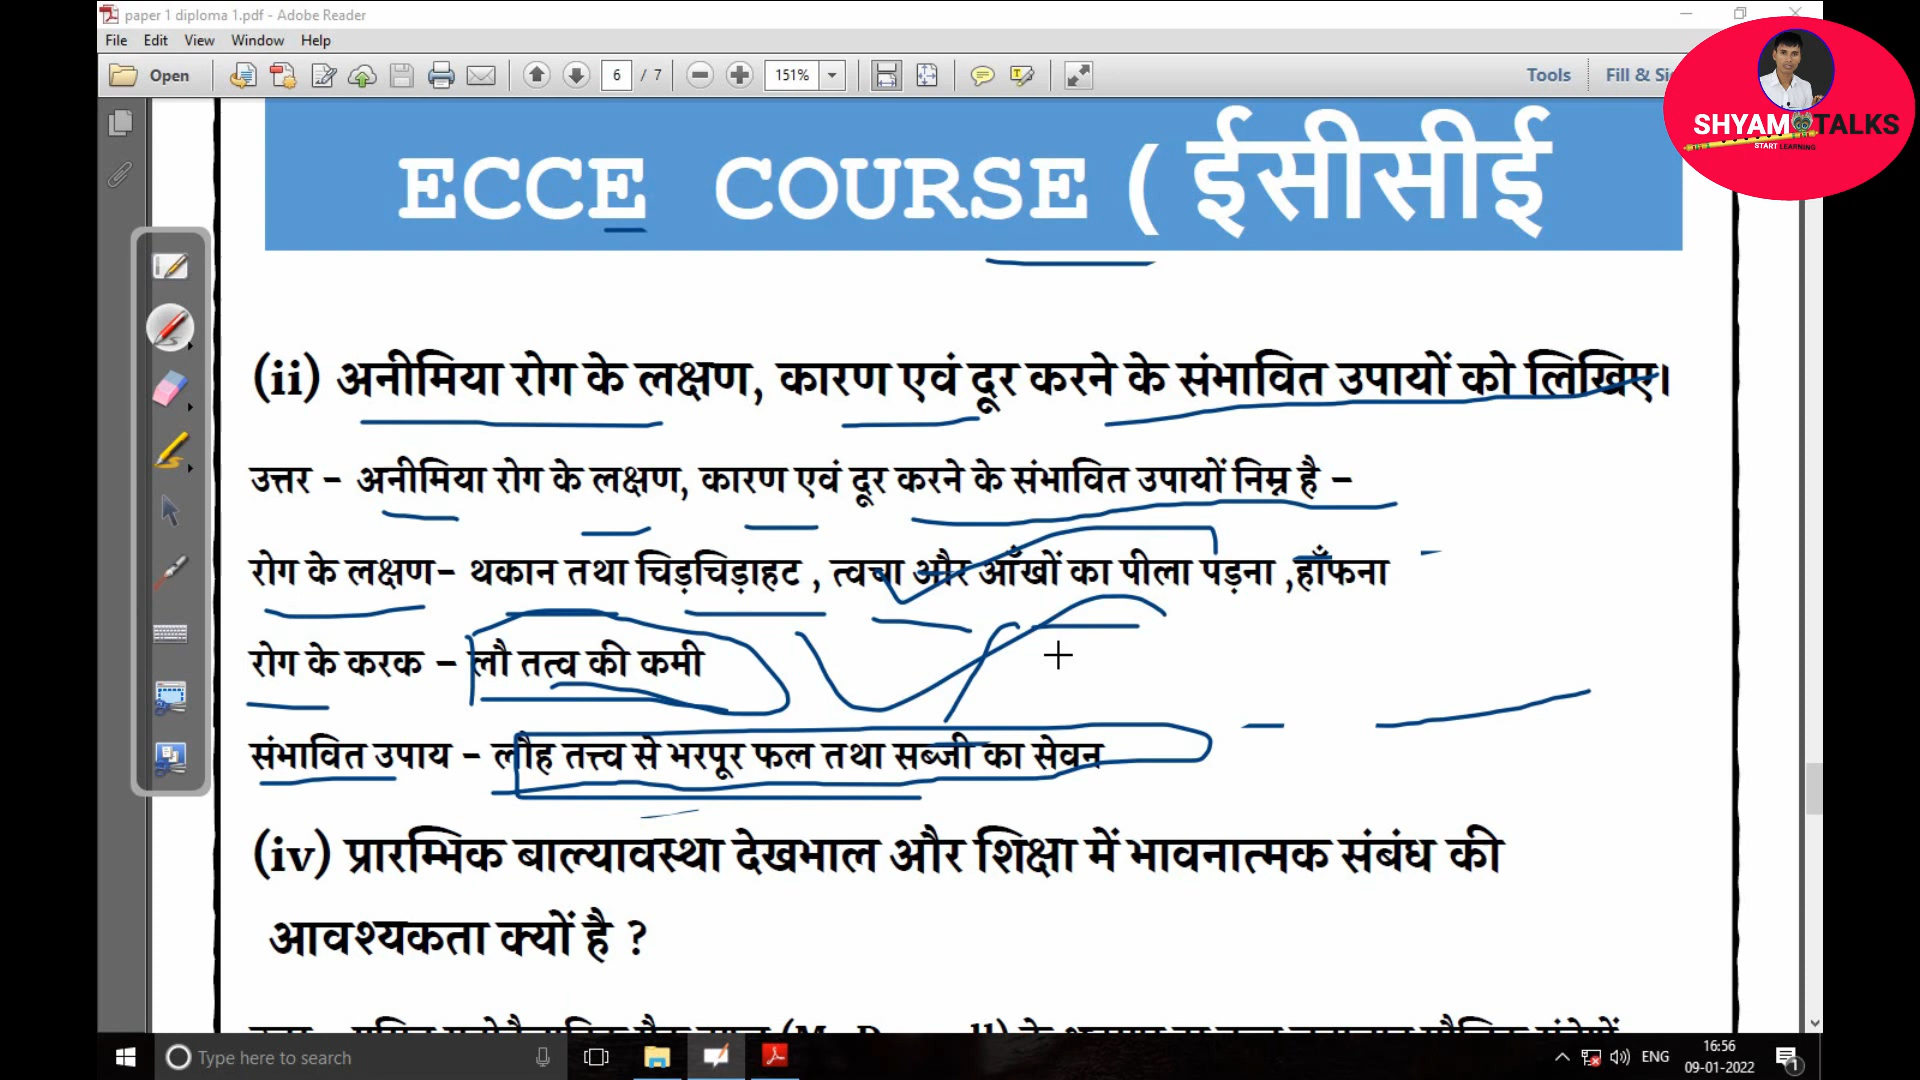 paper 1 diploma 1.pdf - Adobe Reader
File Edit View Window Help
Open 6 / 7 151% Tools Fill & Si
SHYAM TALKS
START LEARNING
ECCE COURSE ( ईसीसीई
(ii) अनीमिया रोग के लक्षण, कारण एवं दूर करने के संभावित उपायों को लिखिए।
उत्तर – अनीमिया रोग के लक्षण, कारण एवं दूर करने के संभावित उपायों निम्न है –
रोग के लक्षण– थकान तथा चिड़चिड़ाहट , त्वचा और आँखों का पीला पड़ना ,हाँफना
रोग के करक – लौ तत्व की कमी
संभावित उपाय – लौह तत्त्व से भरपूर फल तथा सब्जी का सेवन
(iv) प्रारम्भिक बाल्यावस्था देखभाल और शिक्षा में भावनात्मक संबंध की
आवश्यकता क्यों है ?
Type here to search
ENG
16:56
09-01-2022
1